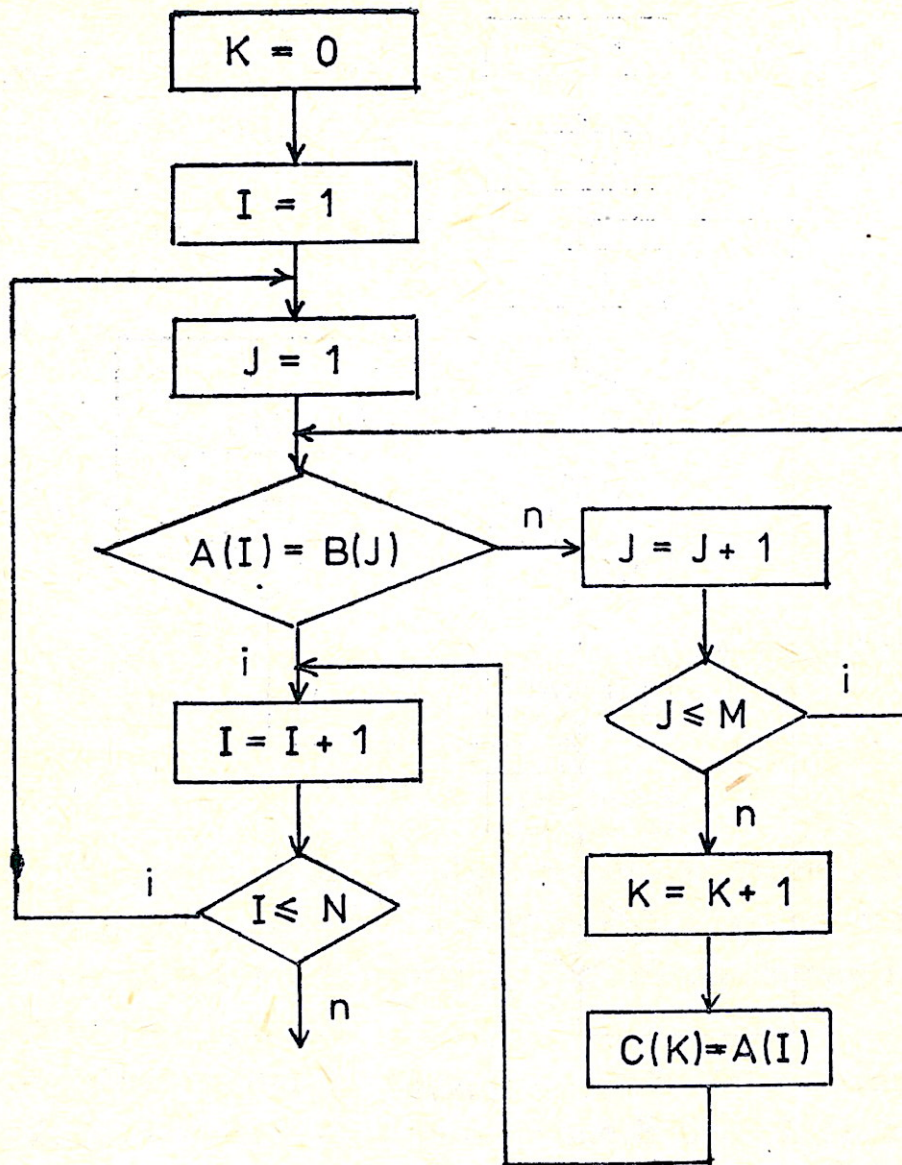 K = 0
I = 1
J = 1
A(I) = B(J)
n
J = J + 1
i
I = I + 1
J ≤ M
i
n
I ≤ N
i
n
K = K + 1
C(K) = A(I)